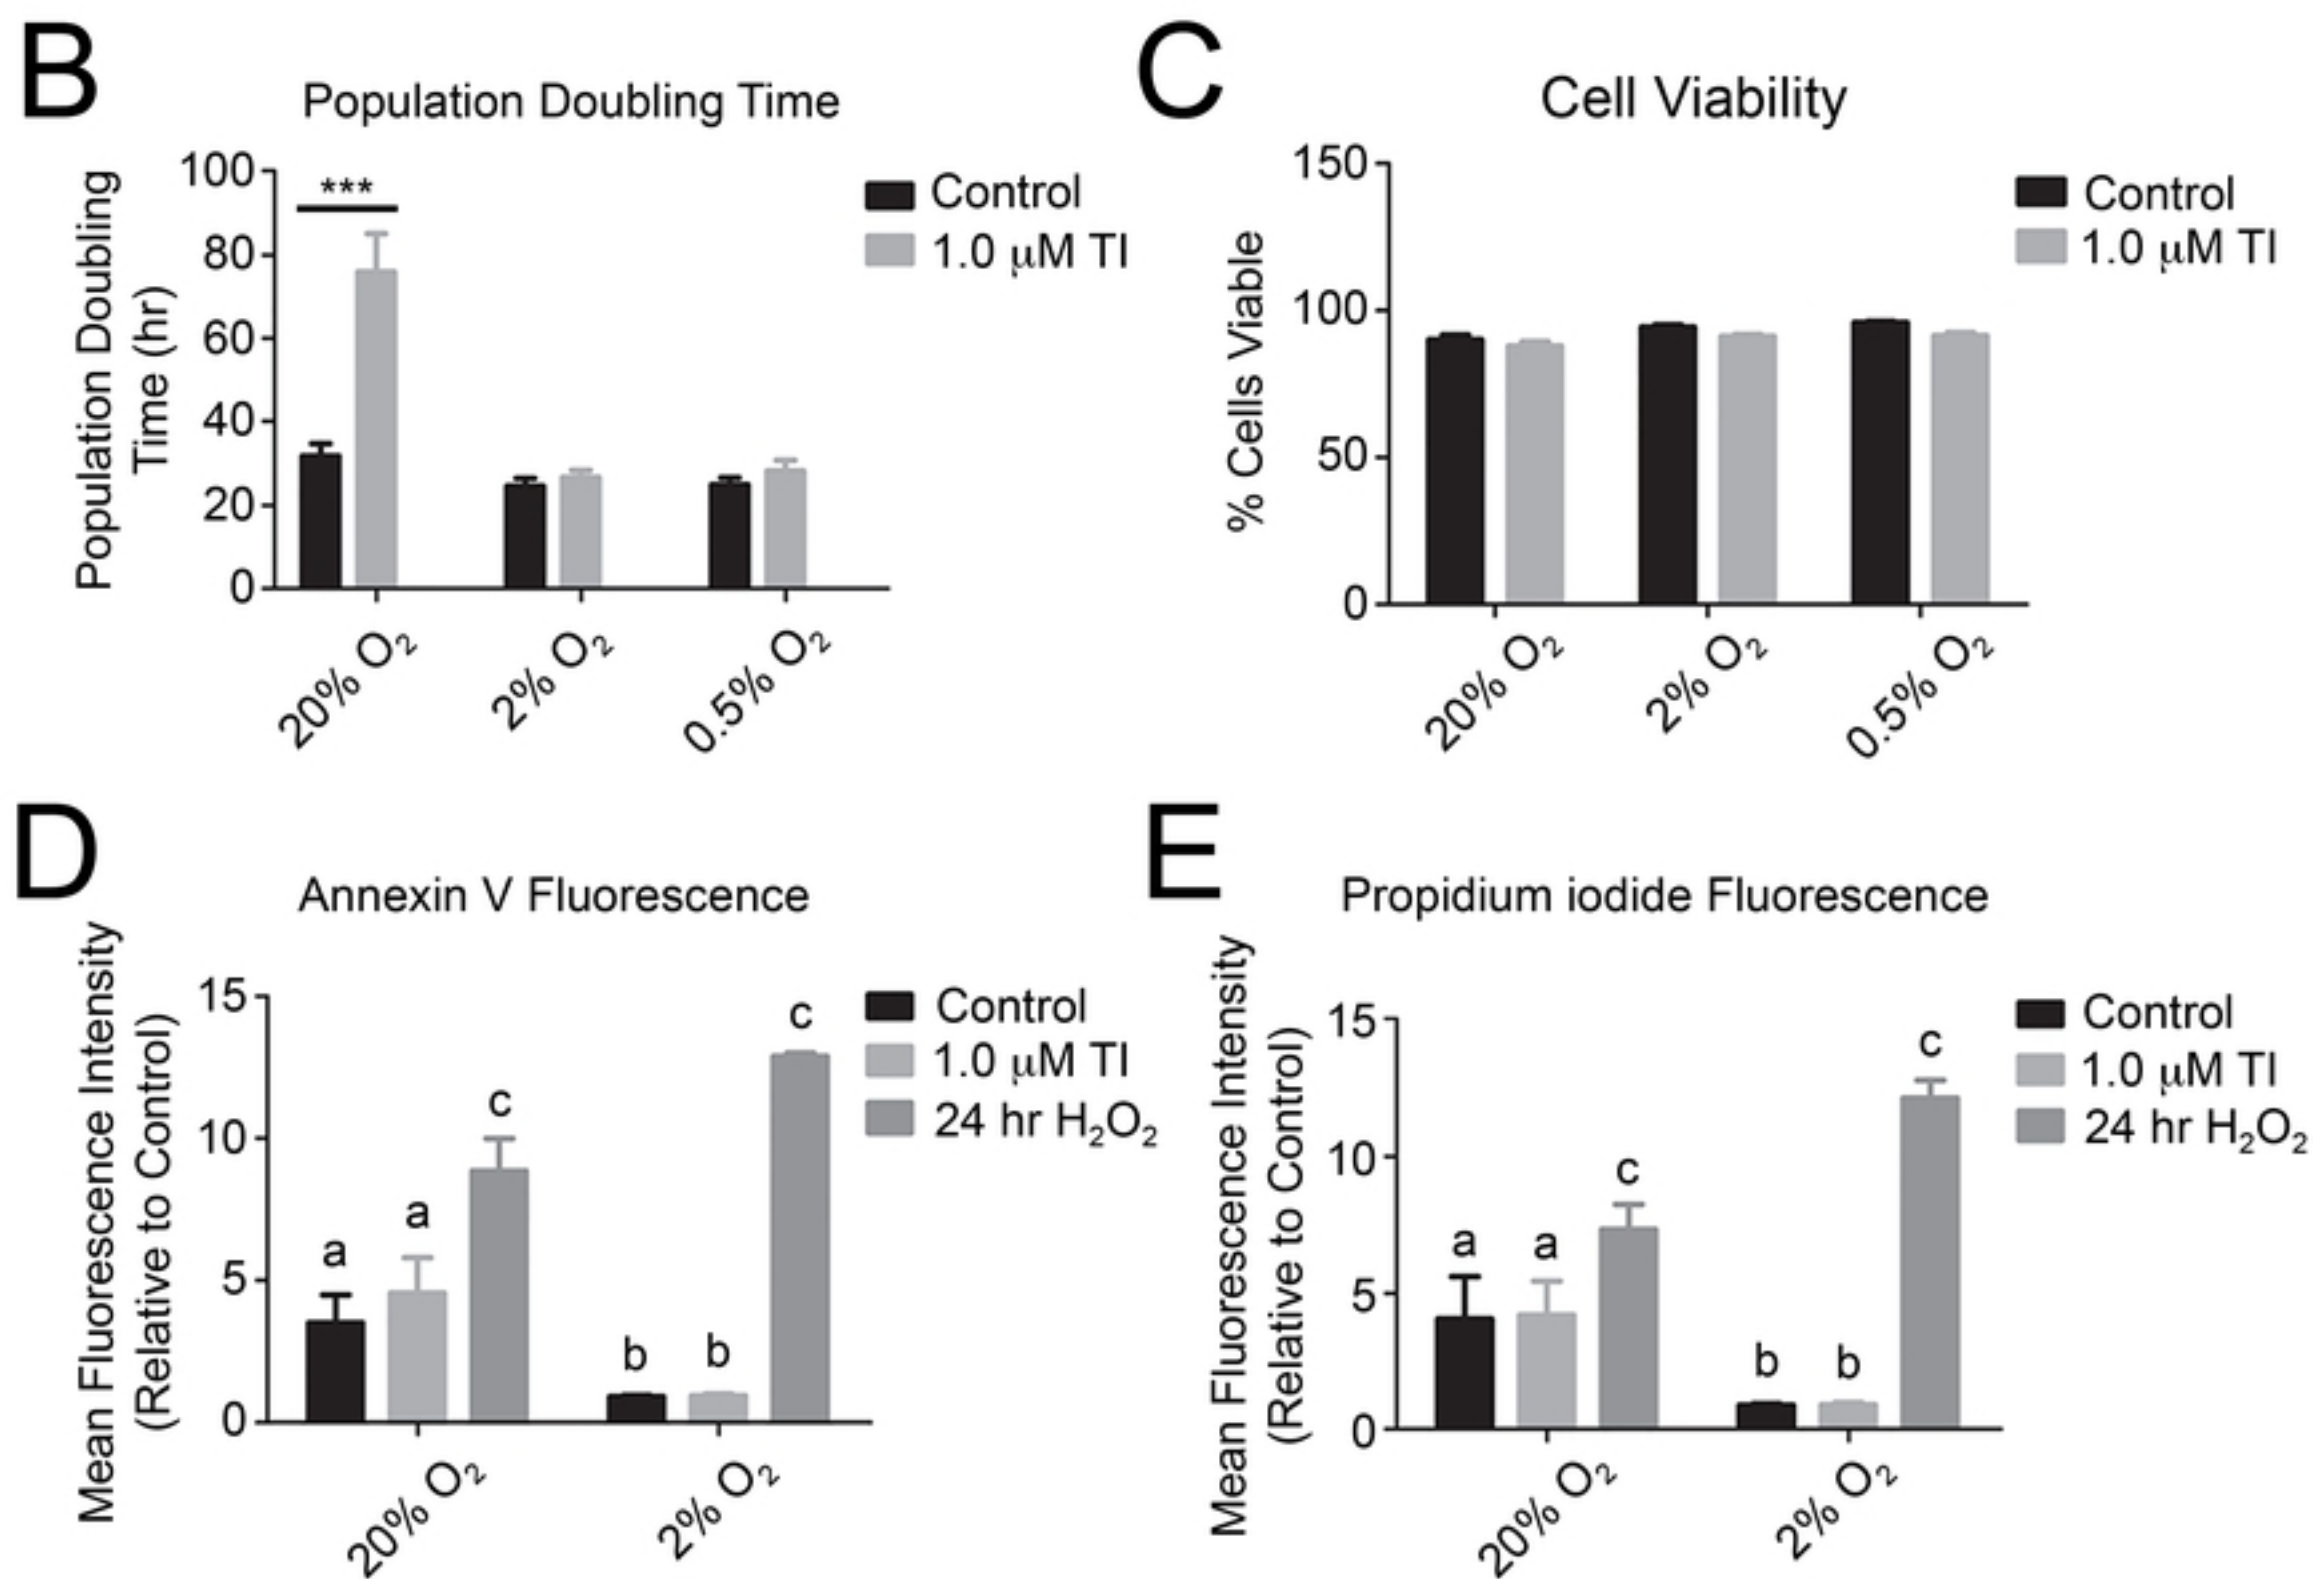 B
Population Doubling Time
Population Doubling
Time (hr)
100
80
60
40
20
0
***
Control
1.0 µM TI
20% O₂
2% O₂
0.5% O₂
C
Cell Viability
% Cells Viable
150
100
50
0
Control
1.0 µM TI
20% O₂
2% O₂
0.5% O₂
D
Annexin V Fluorescence
Mean Fluorescence Intensity
(Relative to Control)
15
10
5
0
a
a
c
b
b
c
Control
1.0 µM TI
24 hr H₂O₂
20% O₂
2% O₂
E
Propidium iodide Fluorescence
Mean Fluorescence Intensity
(Relative to Control)
15
10
5
0
a
a
c
b
b
c
Control
1.0 µM TI
24 hr H₂O₂
20% O₂
2% O₂